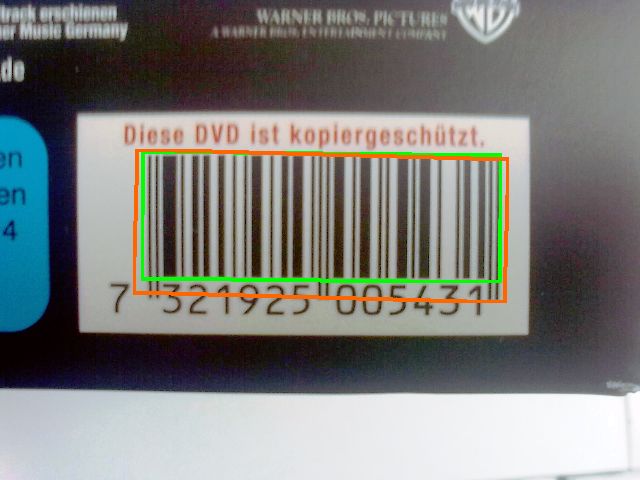 track erschienen
er Music Germany
.de
WARNER BROS. PICTURES
A WARNER BROS. ENTERTAINMENT COMPANY
WB
en
en
4
Diese DVD ist kopiergeschützt.
7 321925 005431